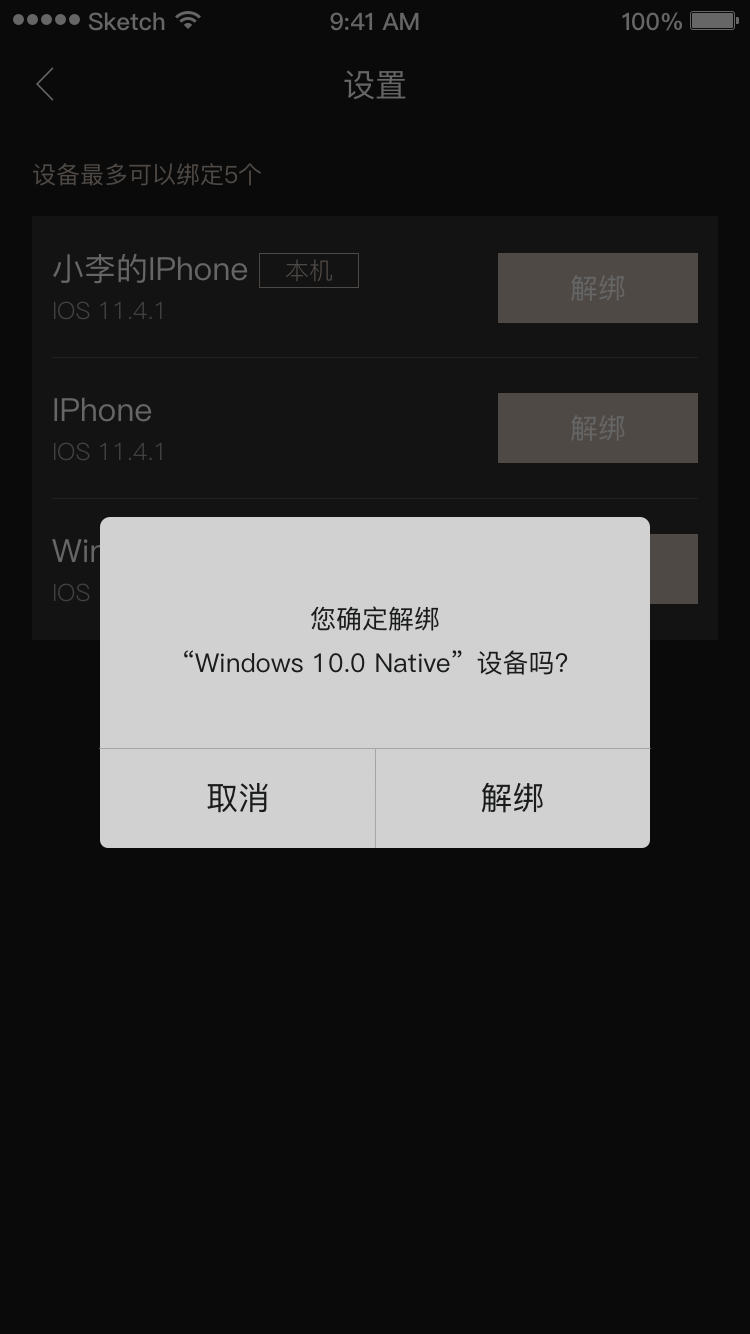 Sketch 9:41 AM 100%
设置
设备最多可以绑定5个
小李的IPhone 本机 解绑
IOS 11.4.1
IPhone 解绑
IOS 11.4.1
IOS
您确定解绑
“Windows 10.0 Native”设备吗?
取消 解绑